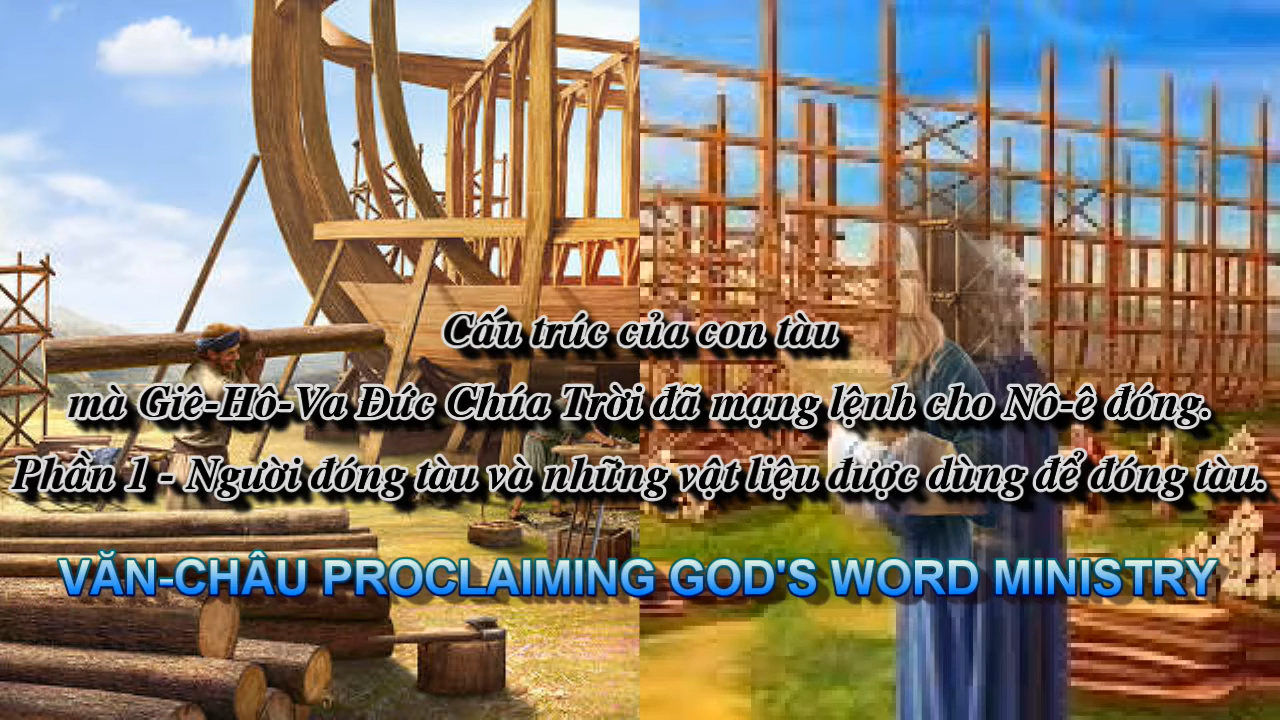 Cấu trúc của con tàu
mà Giê-Hô-Va Đức Chúa Trời đã mạng lệnh cho Nô-ê đóng.
Phần 1 - Người đóng tàu và những vật liệu được dùng để đóng tàu.
VĂN-CHÂU PROCLAIMING GOD'S WORD MINISTRY